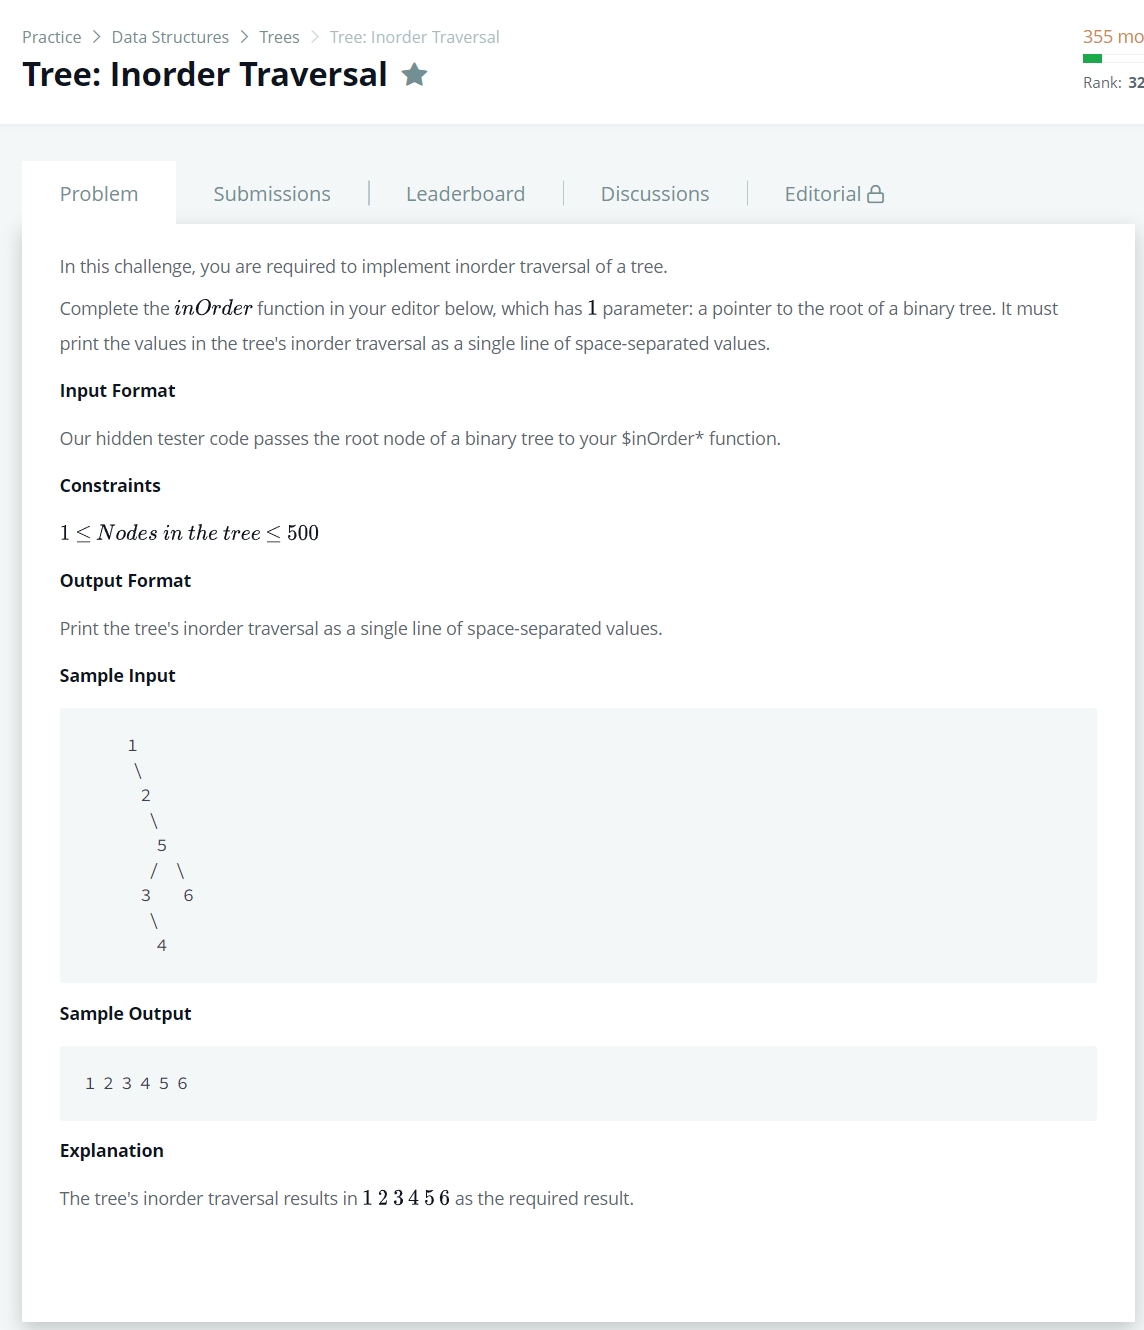 Practice > Data Structures > Trees > Tree: Inorder Traversal
355 mo
Tree: Inorder Traversal
Rank: 32
Problem
Submissions
Leaderboard
Discussions
Editorial
In this challenge, you are required to implement inorder traversal of a tree.
Complete the inOrder function in your editor below, which has 1 parameter: a pointer to the root of a binary tree. It must
print the values in the tree's inorder traversal as a single line of space-separated values.
Input Format
Our hidden tester code passes the root node of a binary tree to your $inOrder* function.
Constraints
1 ≤ Nodes in the tree ≤ 500
Output Format
Print the tree's inorder traversal as a single line of space-separated values.
Sample Input
1
\
2
\
5
/ \
3 6
\
4
Sample Output
1 2 3 4 5 6
Explanation
The tree's inorder traversal results in 1 2 3 4 5 6 as the required result.